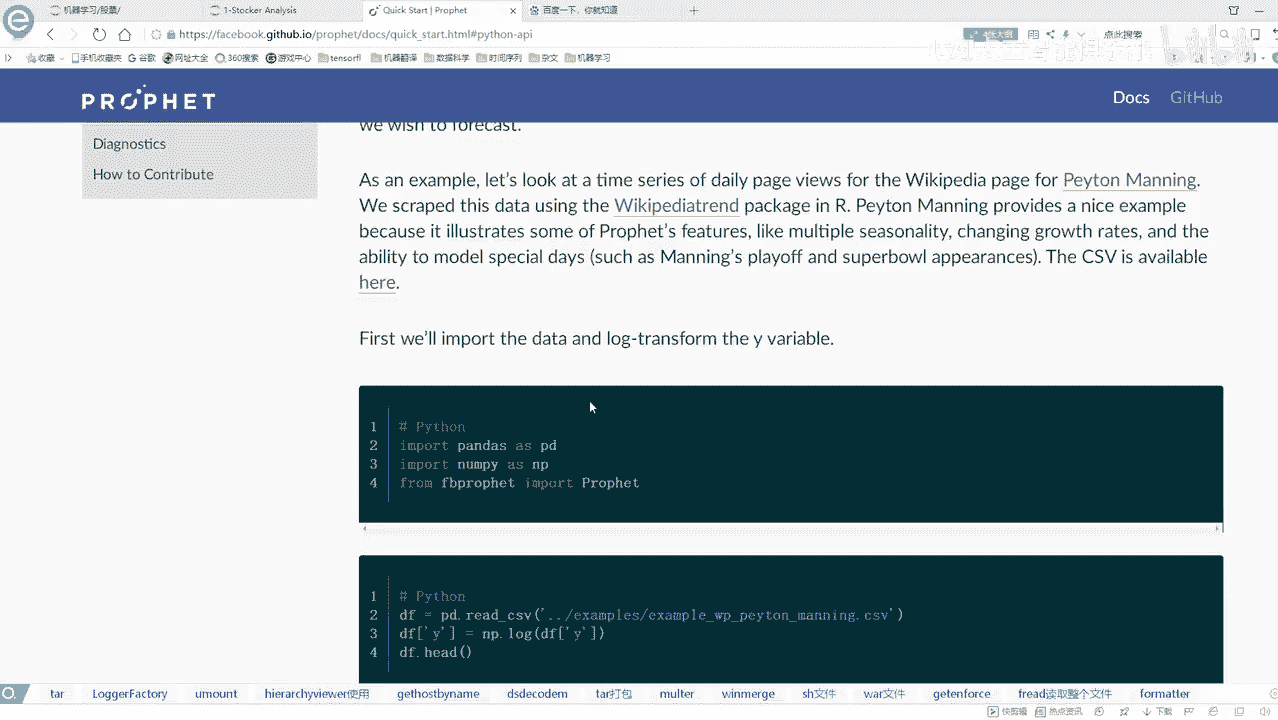 机器学习/股票/
1-Stocker Analysis
Quick Start | Prophet
百度一下，你就知道
https://facebook.github.io/prophet/docs/quick_start.html#python-api
点此搜索
收藏 手机收藏夹 谷歌 网址大全 360搜索 游戏中心 tensorfl 机器翻译 数据科学 时间序列 杂文 机器学习
PROPHET
Docs GitHub
Diagnostics
How to Contribute
we wish to forecast.
As an example, let's look at a time series of daily page views for the Wikipedia page for Peyton Manning.
We scraped this data using the Wikipediatrend package in R. Peyton Manning provides a nice example
because it illustrates some of Prophet's features, like multiple seasonality, changing growth rates, and the
ability to model special days (such as Manning's playoff and superbowl appearances). The CSV is available
here.
First we'll import the data and log-transform the y variable.
1 # Python
2 import pandas as pd
3 import numpy as np
4 from fbprophet import Prophet
1 # Python
2 df = pd.read_csv('../examples/example_wp_peyton_manning.csv')
3 df['y'] = np.log(df['y'])
4 df.head()
tar LoggerFactory umount hierarchyviewer使用 gethostbyname dsdecodem tar打包 multer winmerge sh文件 war文件 getenforce fread读取整个文件 formatter
快剪辑 热点资讯 下载